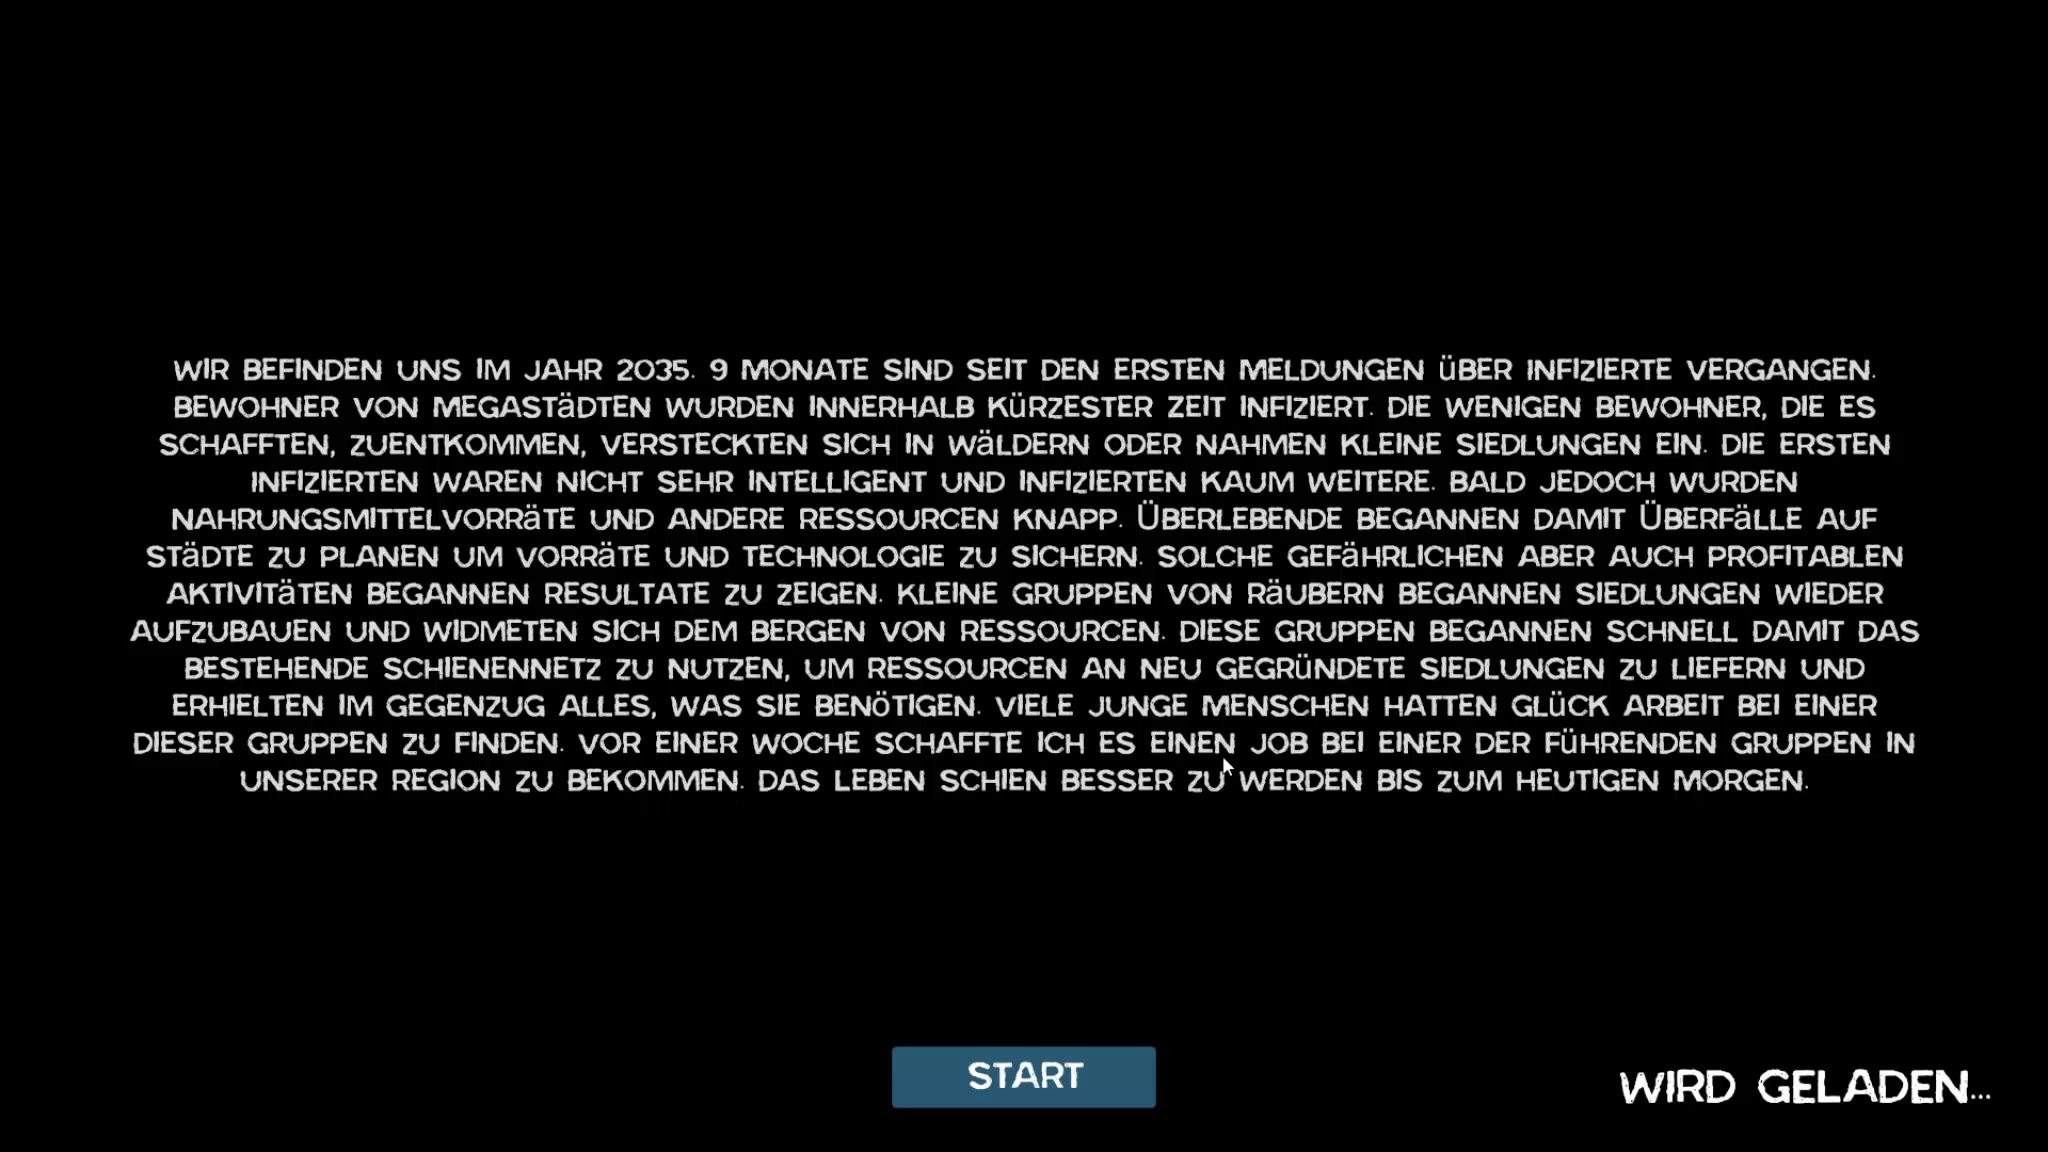 WIR BEFINDEN UNS IM JAHR 2035. 9 MONATE SIND SEIT DEN ERSTEN MELDUNGEN ÜBER INFIZIERTE VERGANGEN.
BEWOHNER VON MEGASTÄDTEN WURDEN INNERHALB KÜRZESTER ZEIT INFIZIERT. DIE WENIGEN BEWOHNER, DIE ES
SCHAFFTEN, ZUENTKOMMEN, VERSTECKTEN SICH IN WÄLDERN ODER NAHMEN KLEINE SIEDLUNGEN EIN. DIE ERSTEN
INFIZIERTEN WAREN NICHT SEHR INTELLIGENT UND INFIZIERTEN KAUM WEITERE. BALD JEDOCH WURDEN
NAHRUNGSMITTELVORRÄTE UND ANDERE RESSOURCEN KNAPP. ÜBERLEBENDE BEGANNEN DAMIT ÜBERFÄLLE AUF
STÄDTE ZU PLANEN UM VORRÄTE UND TECHNOLOGIE ZU SICHERN. SOLCHE GEFÄHRLICHEN ABER AUCH PROFITABLEN
AKTIVITÄTEN BEGANNEN RESULTATE ZU ZEIGEN. KLEINE GRUPPEN VON RÄUBERN BEGANNEN SIEDLUNGEN WIEDER
AUFZUBAUEN UND WIDMETEN SICH DEM BERGEN VON RESSOURCEN. DIESE GRUPPEN BEGANNEN SCHNELL DAMIT DAS
BESTEHENDE SCHIENENNETZ ZU NUTZEN, UM RESSOURCEN AN NEU GEGRÜNDETE SIEDLUNGEN ZU LIEFERN UND
ERHIELTEN IM GEGENZUG ALLES, WAS SIE BENÖTIGEN. VIELE JUNGE MENSCHEN HATTEN GLÜCK ARBEIT BEI EINER
DIESER GRUPPEN ZU FINDEN. VOR EINER WOCHE SCHAFFTE ICH ES EINEN JOB BEI EINER DER FÜHRENDEN GRUPPEN IN
UNSERER REGION ZU BEKOMMEN. DAS LEBEN SCHIEN BESSER ZU WERDEN BIS ZUM HEUTIGEN MORGEN.
START
WIRD GELADEN...